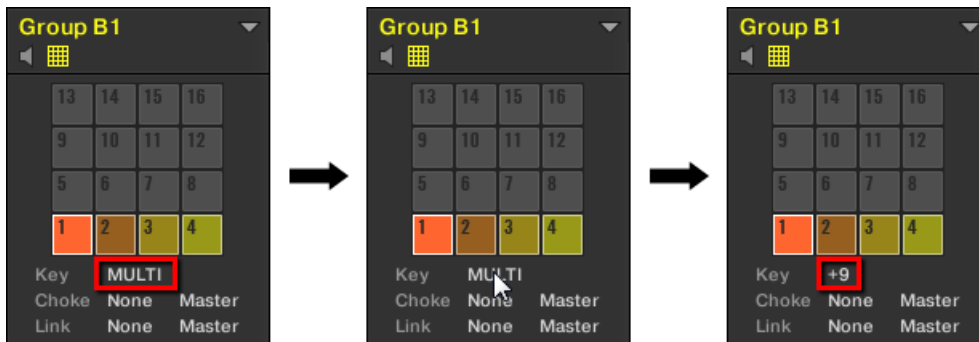 Group B1
13 14 15 16
9 10 11 12
5 6 7 8
1 2 3 4
Key MULTI
Choke None Master
Link None Master
Group B1
13 14 15 16
9 10 11 12
5 6 7 8
1 2 3 4
Key MULTI
Choke None Master
Link None Master
Group B1
13 14 15 16
9 10 11 12
5 6 7 8
1 2 3 4
Key +9
Choke None Master
Link None Master